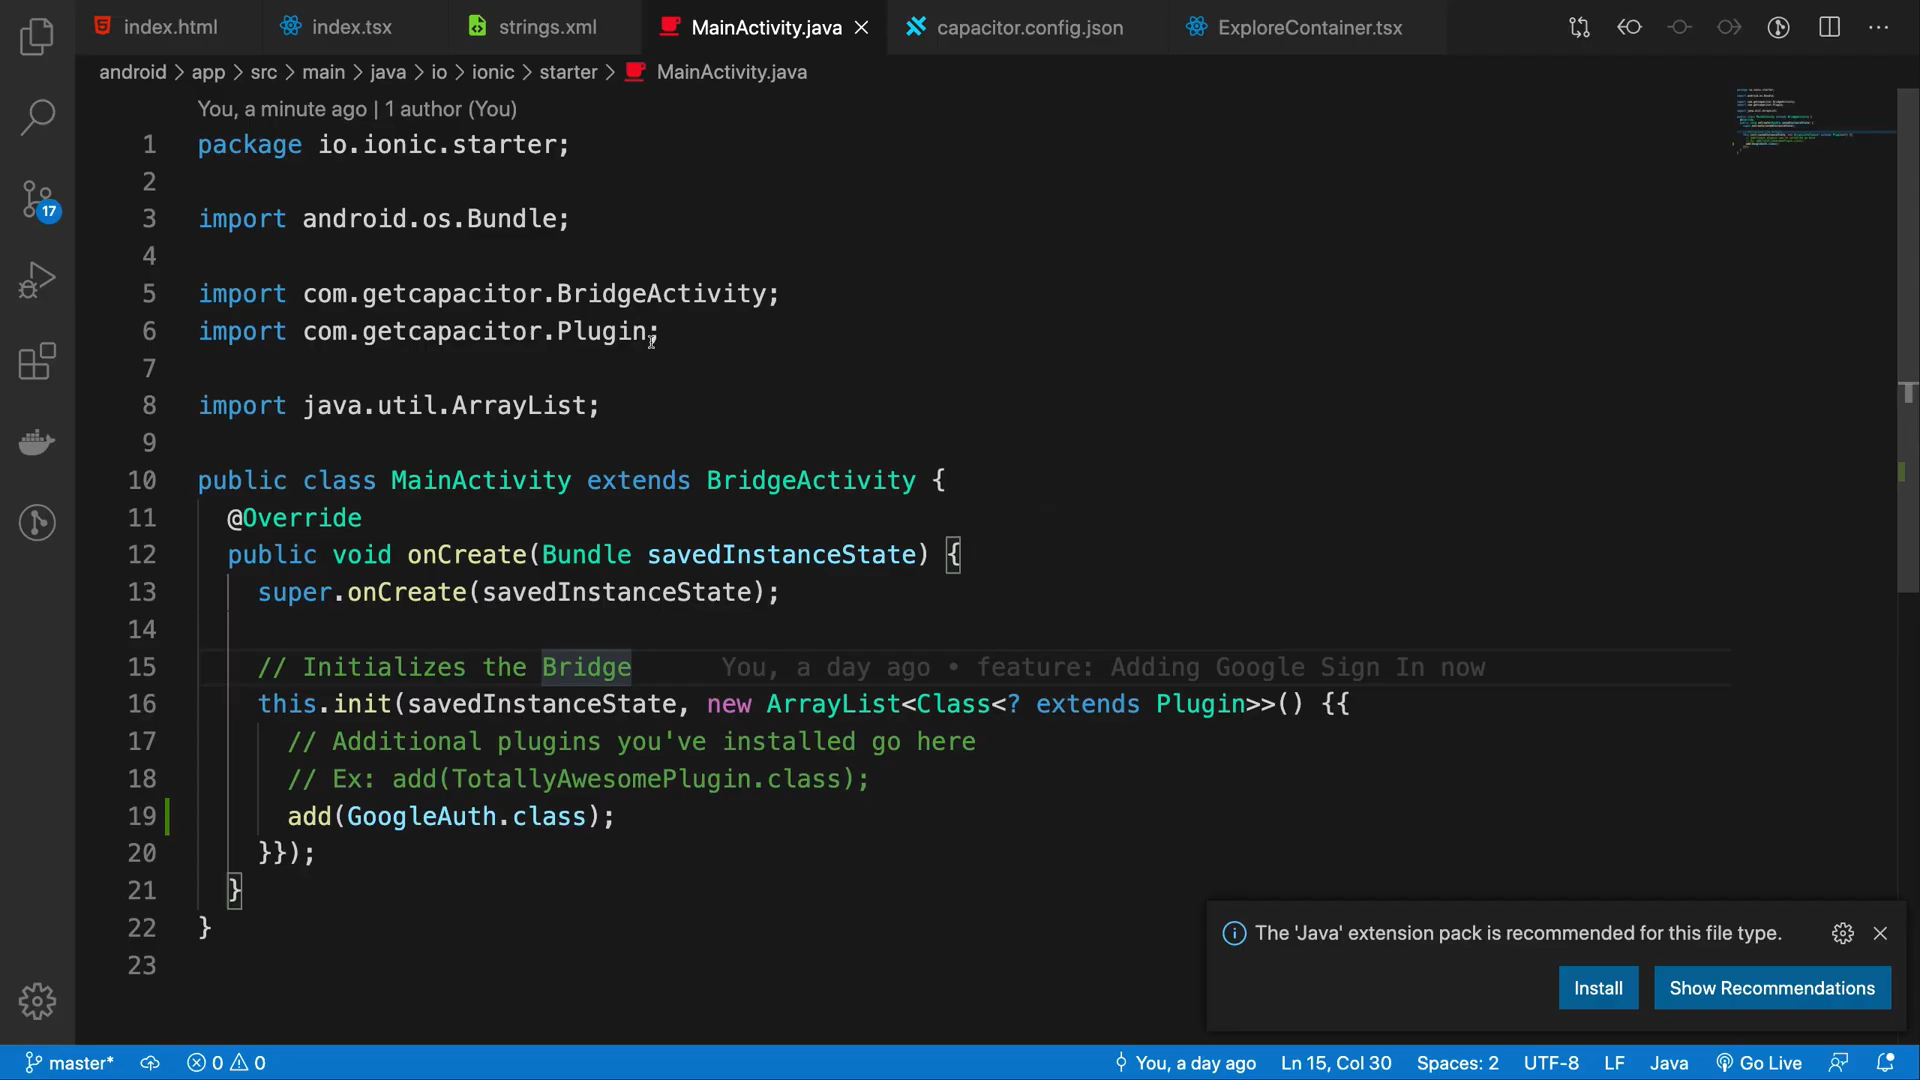 index.html
index.tsx
strings.xml
MainActivity.java
capacitor.config.json
ExploreContainer.tsx
android > app > src > main > java > io > ionic > starter > MainActivity.java
You, a minute ago | 1 author (You)
1 package io.ionic.starter;
2
3 import android.os.Bundle;
4
5 import com.getcapacitor.BridgeActivity;
6 import com.getcapacitor.Plugin;
7
8 import java.util.ArrayList;
9
10 public class MainActivity extends BridgeActivity {
11 @Override
12 public void onCreate(Bundle savedInstanceState) {
13 super.onCreate(savedInstanceState);
14
15 // Initializes the Bridge You, a day ago • feature: Adding Google Sign In now
16 this.init(savedInstanceState, new ArrayList<Class<? extends Plugin>>() {{
17 // Additional plugins you've installed go here
18 // Ex: add(TotallyAwesomePlugin.class);
19 add(GoogleAuth.class);
20 }});
21 }
22 }
23
17
The 'Java' extension pack is recommended for this file type.
Install
Show Recommendations
master* 0 0 You, a day ago Ln 15, Col 30 Spaces: 2 UTF-8 LF Java Go Live